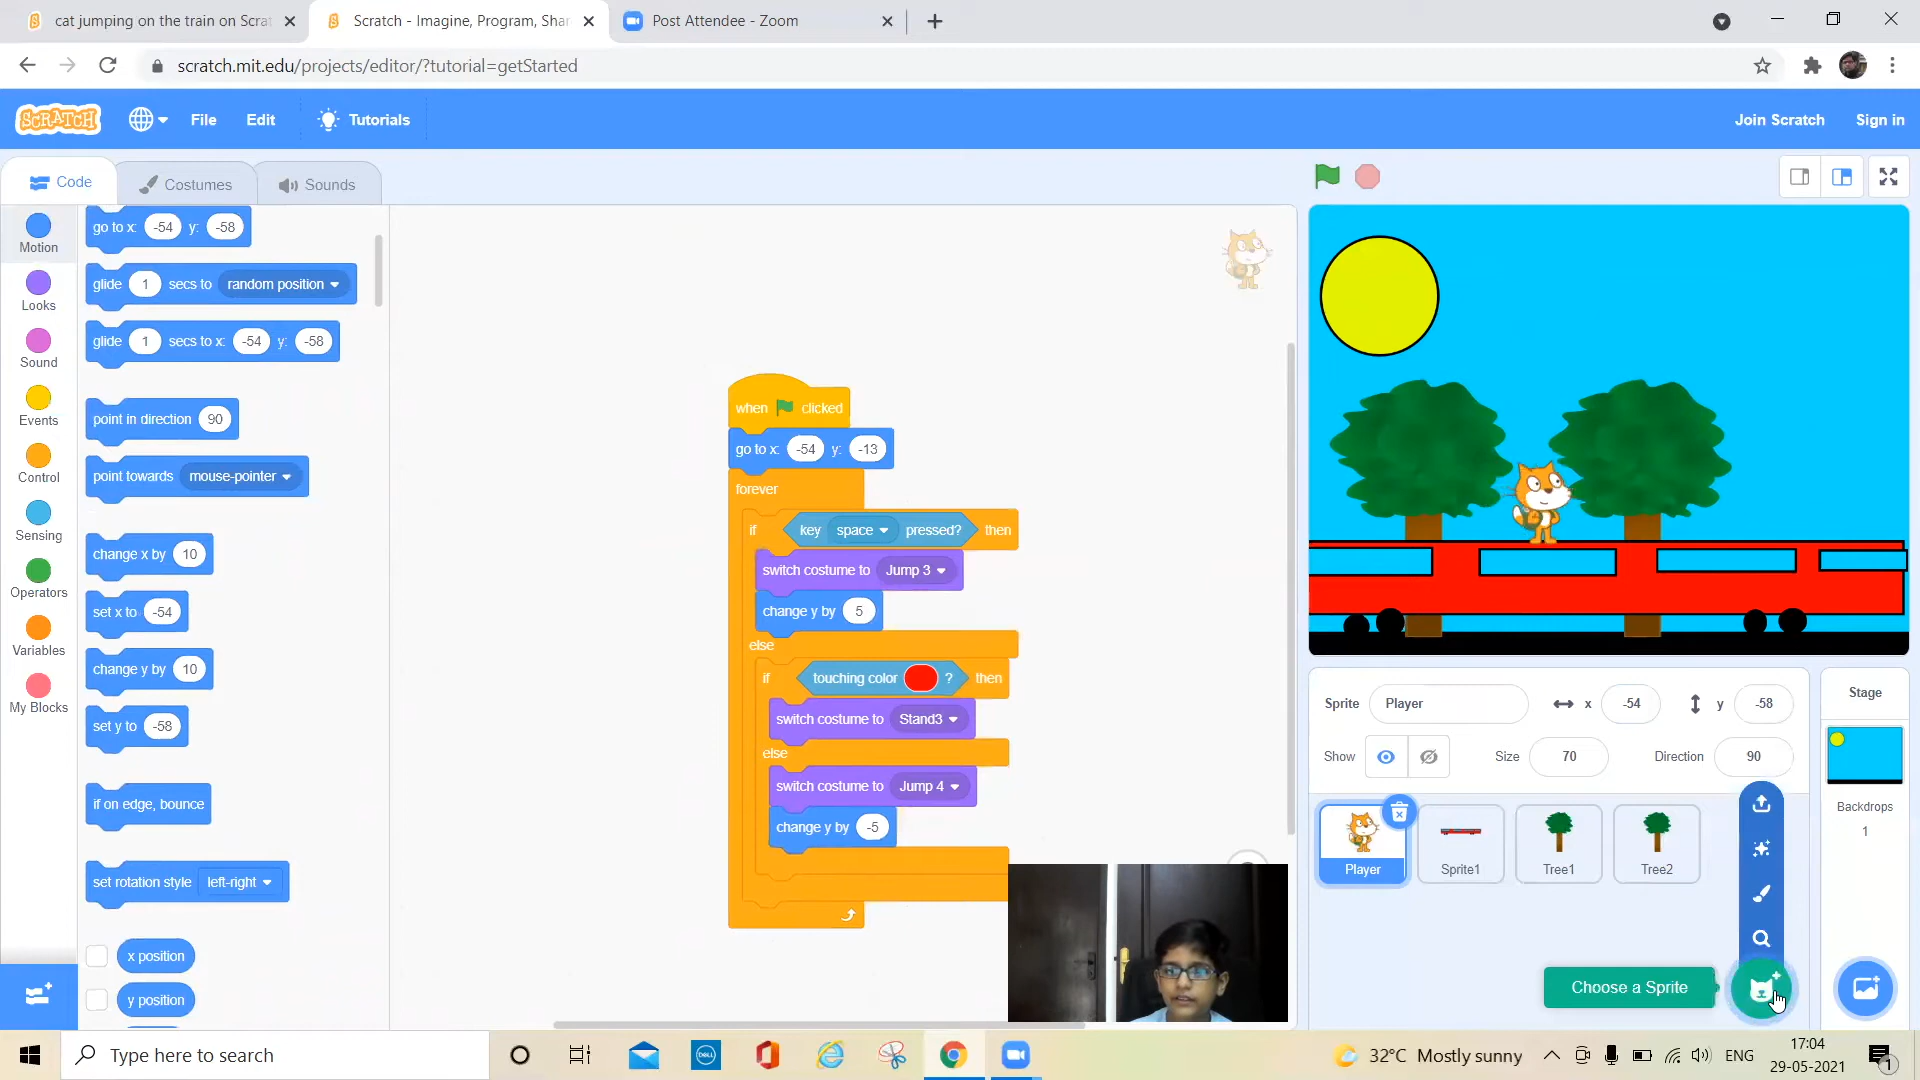 cat jumping on the train on Scra
Scratch - Imagine, Program, Shar
Post Attendee - Zoom
scratch.mit.edu/projects/editor/?tutorial=getStarted
SCRATCH
File
Edit
Tutorials
Join Scratch
Sign in
Code
Costumes
Sounds
Motion
Looks
Sound
Events
Control
Sensing
Operators
Variables
My Blocks
go to x: -54 y: -58
glide 1 secs to random position
glide 1 secs to x: -54 y: -58
point in direction 90
point towards mouse-pointer
change x by 10
set x to -54
change y by 10
set y to -58
if on edge, bounce
set rotation style left-right
x position
y position
when clicked
go to x: -54 y: -13
forever
if key space pressed? then
switch costume to Jump 3
change y by 5
else
if touching color ? then
switch costume to Stand3
else
switch costume to Jump 4
change y by -5
Sprite Player x -54 y -58
Show Size 70 Direction 90
Player
Sprite1
Tree1
Tree2
Choose a Sprite
Stage
Backdrops
1
Type here to search
DELL
32°C Mostly sunny
ENG
17:04
29-05-2021
1